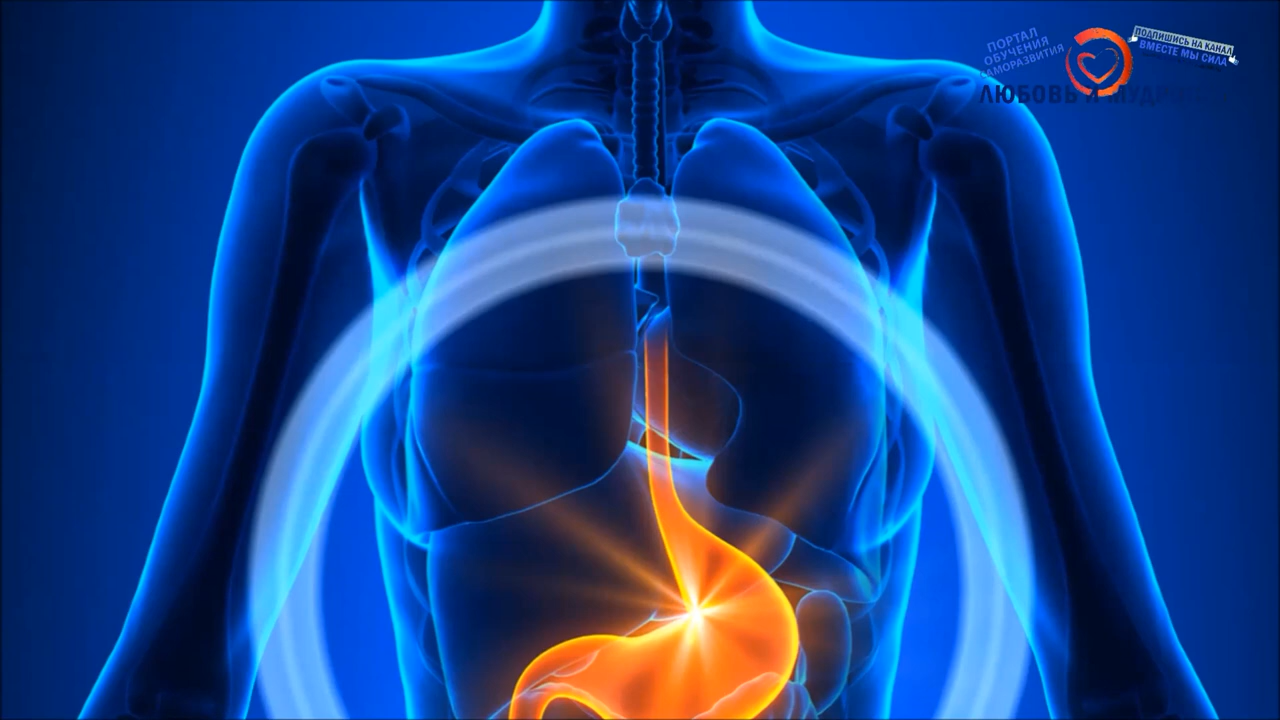 ПОРТАЛ
ОБУЧЕНИЯ
САМОРАЗВИТИЯ
ПОДПИШИСЬ НА КАНАЛ
ВМЕСТЕ МЫ СИЛА
ЛЮБОВЬ И